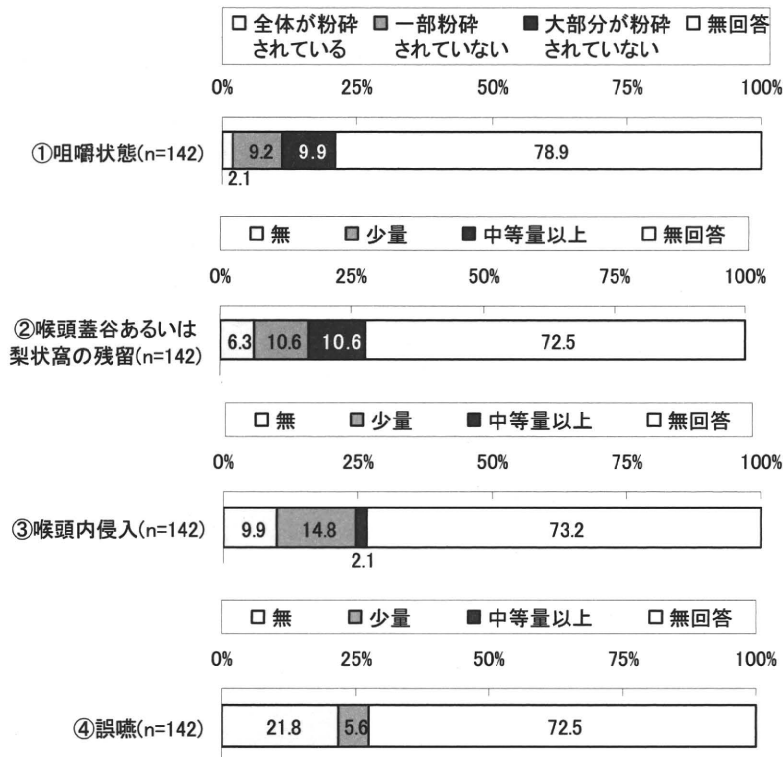 □ 全体が粉砕されている ■ 一部粉砕されていない ■ 大部分が粉砕されていない □ 無回答
0% 25% 50% 75% 100%
①咀嚼状態(n=142) 9.2 9.9 78.9
2.1
□ 無 ■ 少量 ■ 中等量以上 □ 無回答
0% 25% 50% 75% 100%
②喉頭蓋谷あるいは
梨状窩の残留(n=142) 6.3 10.6 10.6 72.5
□ 無 ■ 少量 ■ 中等量以上 □ 無回答
0% 25% 50% 75% 100%
③喉頭内侵入(n=142) 9.9 14.8 73.2
2.1
□ 無 ■ 少量 ■ 中等量以上 □ 無回答
0% 25% 50% 75% 100%
④誤嚥(n=142) 21.8 5.6 72.5